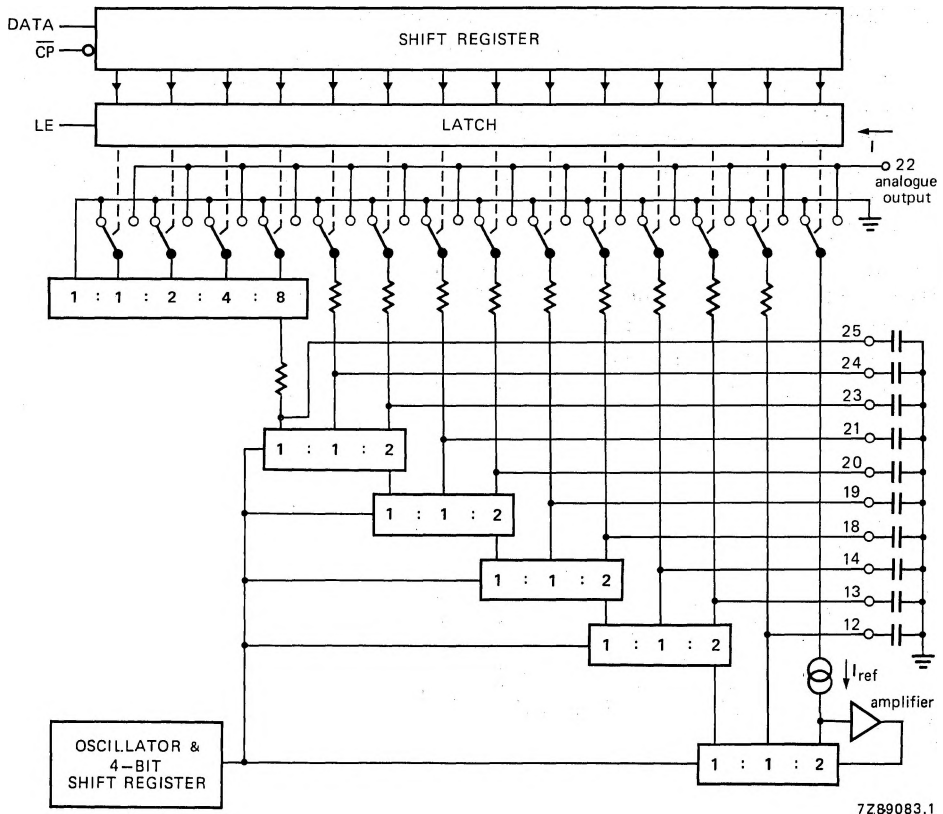 DATA
SHIFT REGISTER
CP
LE
LATCH
I
22
analogue
output
1 : 1 : 2 : 4 : 8
25
24
23
1 : 1 : 2
21
20
1 : 1 : 2
19
18
1 : 1 : 2
14
13
1 : 1 : 2
12
Iref
amplifier
OSCILLATOR &
4–BIT
SHIFT REGISTER
1 : 1 : 2
7Z89083.1